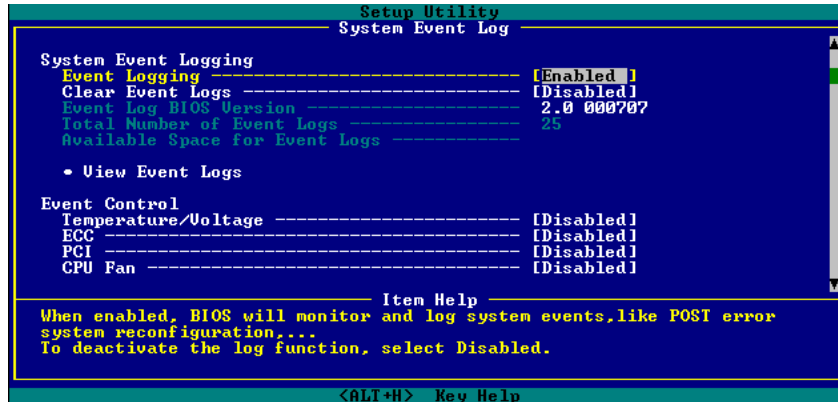 Setup Utility
System Event Log
System Event Logging
Event Logging ---------------------------- [Enabled ]
Clear Event Logs ------------------------- [Disabled]
Event Log BIOS Version ------------------- 2.0 000707
Total Number of Event Logs --------------- 25
Available Space for Event Logs -----------
• View Event Logs
Event Control
Temperature/Voltage ---------------------- [Disabled]
ECC -------------------------------------- [Disabled]
PCI -------------------------------------- [Disabled]
CPU Fan ---------------------------------- [Disabled]
Item Help
When enabled, BIOS will monitor and log system events,like POST error
system reconfiguration,....
To deactivate the log function, select Disabled.
<ALT+H> Key Help